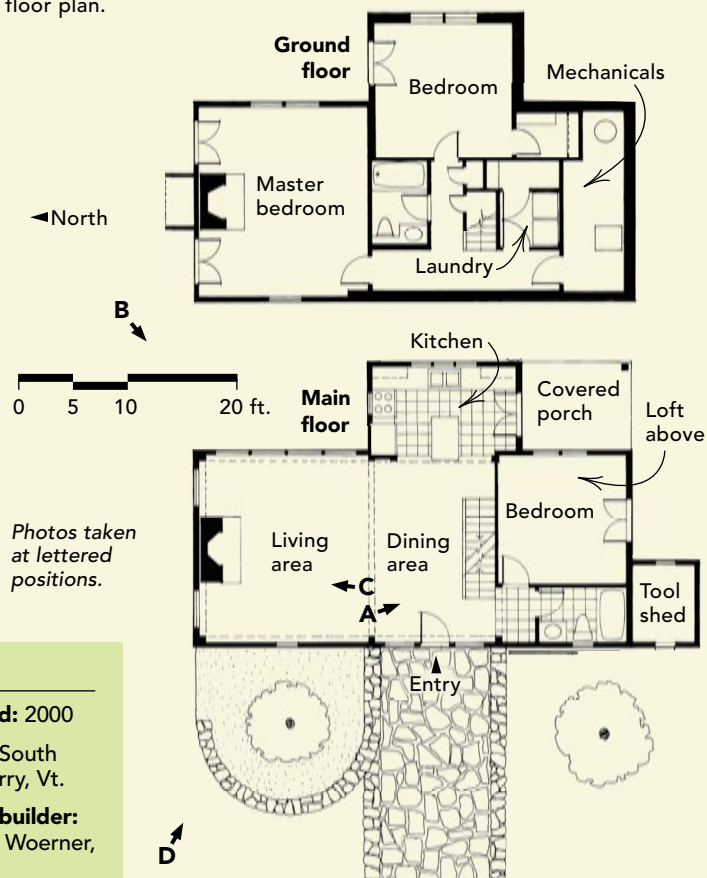 floor plan.
Ground
floor
Bedroom
Mechanicals
Master
bedroom
North
Laundry
B
Kitchen
0 5 10 20 ft.
Main
floor
Covered
porch
Loft
above
Photos taken
at lettered
positions.
Living
area
Dining
area
Bedroom
C
A
Tool
shed
Entry
d: 2000
South
rry, Vt.
builder:
Woerner,
D